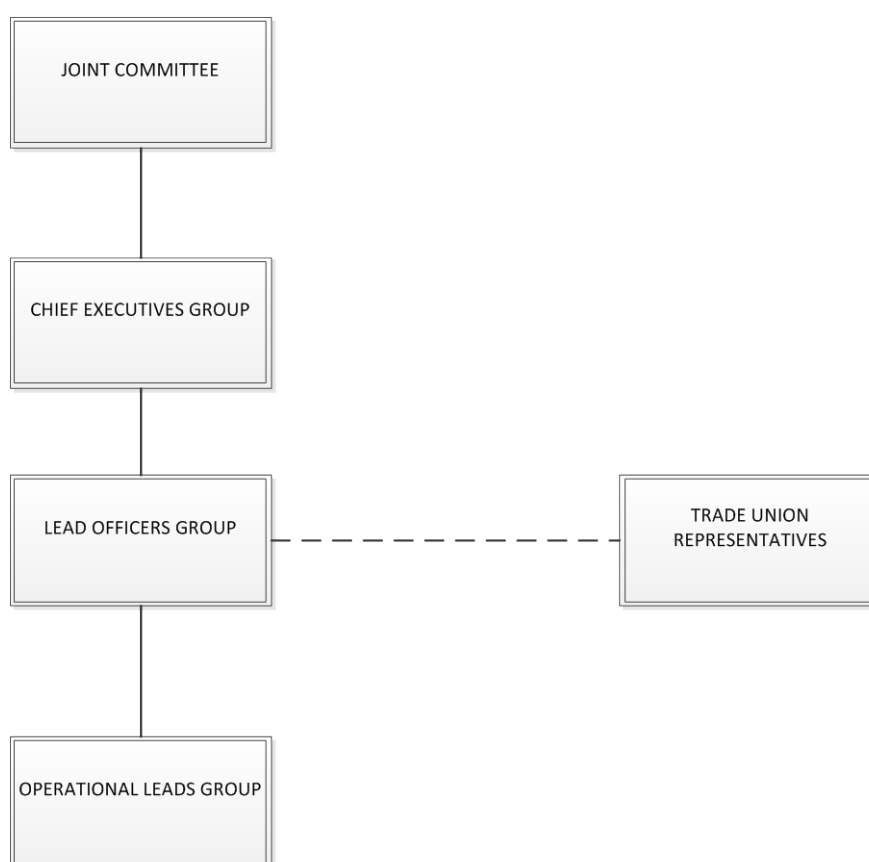 JOINT COMMITTEE
CHIEF EXECUTIVES GROUP
LEAD OFFICERS GROUP
TRADE UNION
REPRESENTATIVES
OPERATIONAL LEADS GROUP